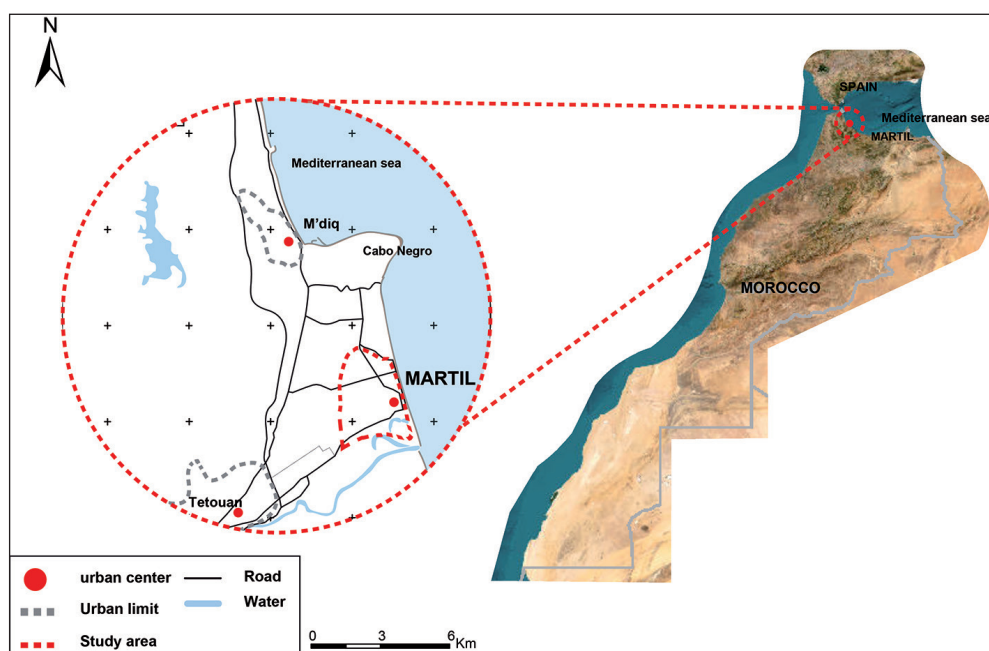 N
SPAIN
Mediterranean sea
MARTIL
MOROCCO
Mediterranean sea
M'diq
Cabo Negro
MARTIL
Tetouan
urban center
Road
Urban limit
Water
Study area
0 3 6
Km